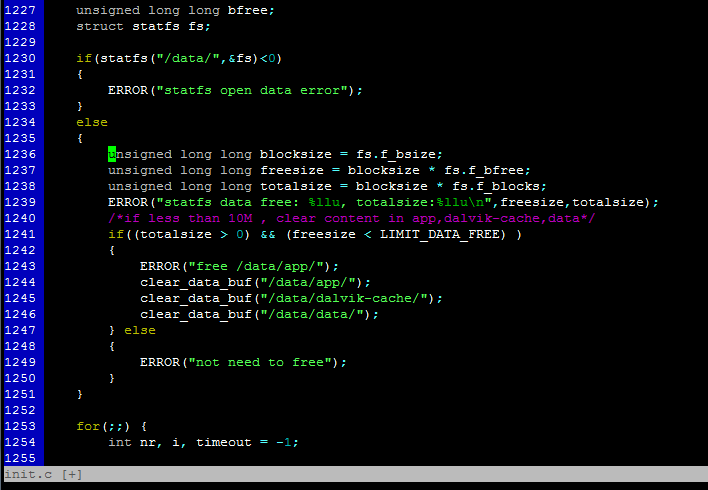 1227     unsigned long long bfree;
1228     struct statfs fs;
1229
1230     if(statfs("/data/",&fs)<0)
1231     {
1232         ERROR("statfs open data error");
1233     }
1234     else
1235     {
1236         unsigned long long blocksize = fs.f_bsize;
1237         unsigned long long freesize = blocksize * fs.f_bfree;
1238         unsigned long long totalsize = blocksize * fs.f_blocks;
1239         ERROR("statfs data free: %llu, totalsize:%llu\n",freesize,totalsize);
1240         /*if less than 10M , clear content in app,dalvik-cache,data*/
1241         if((totalsize > 0) && (freesize < LIMIT_DATA_FREE) )
1242         {
1243             ERROR("free /data/app/");
1244             clear_data_buf("/data/app/");
1245             clear_data_buf("/data/dalvik-cache/");
1246             clear_data_buf("/data/data/");
1247         } else
1248         {
1249             ERROR("not need to free");
1250         }
1251     }
1252
1253     for(;;) {
1254         int nr, i, timeout = -1;
1255
init.c [+]